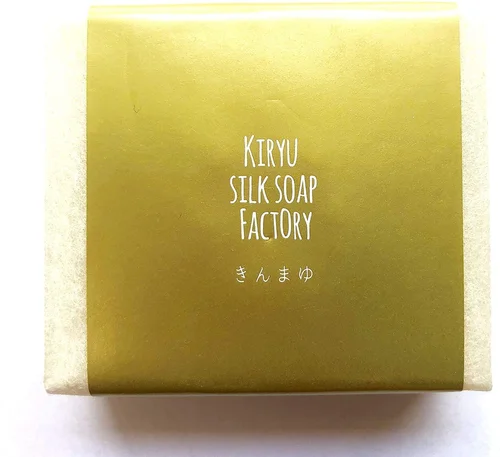 KIRYU
SILK SOAP
FACTORY
きんまゆ